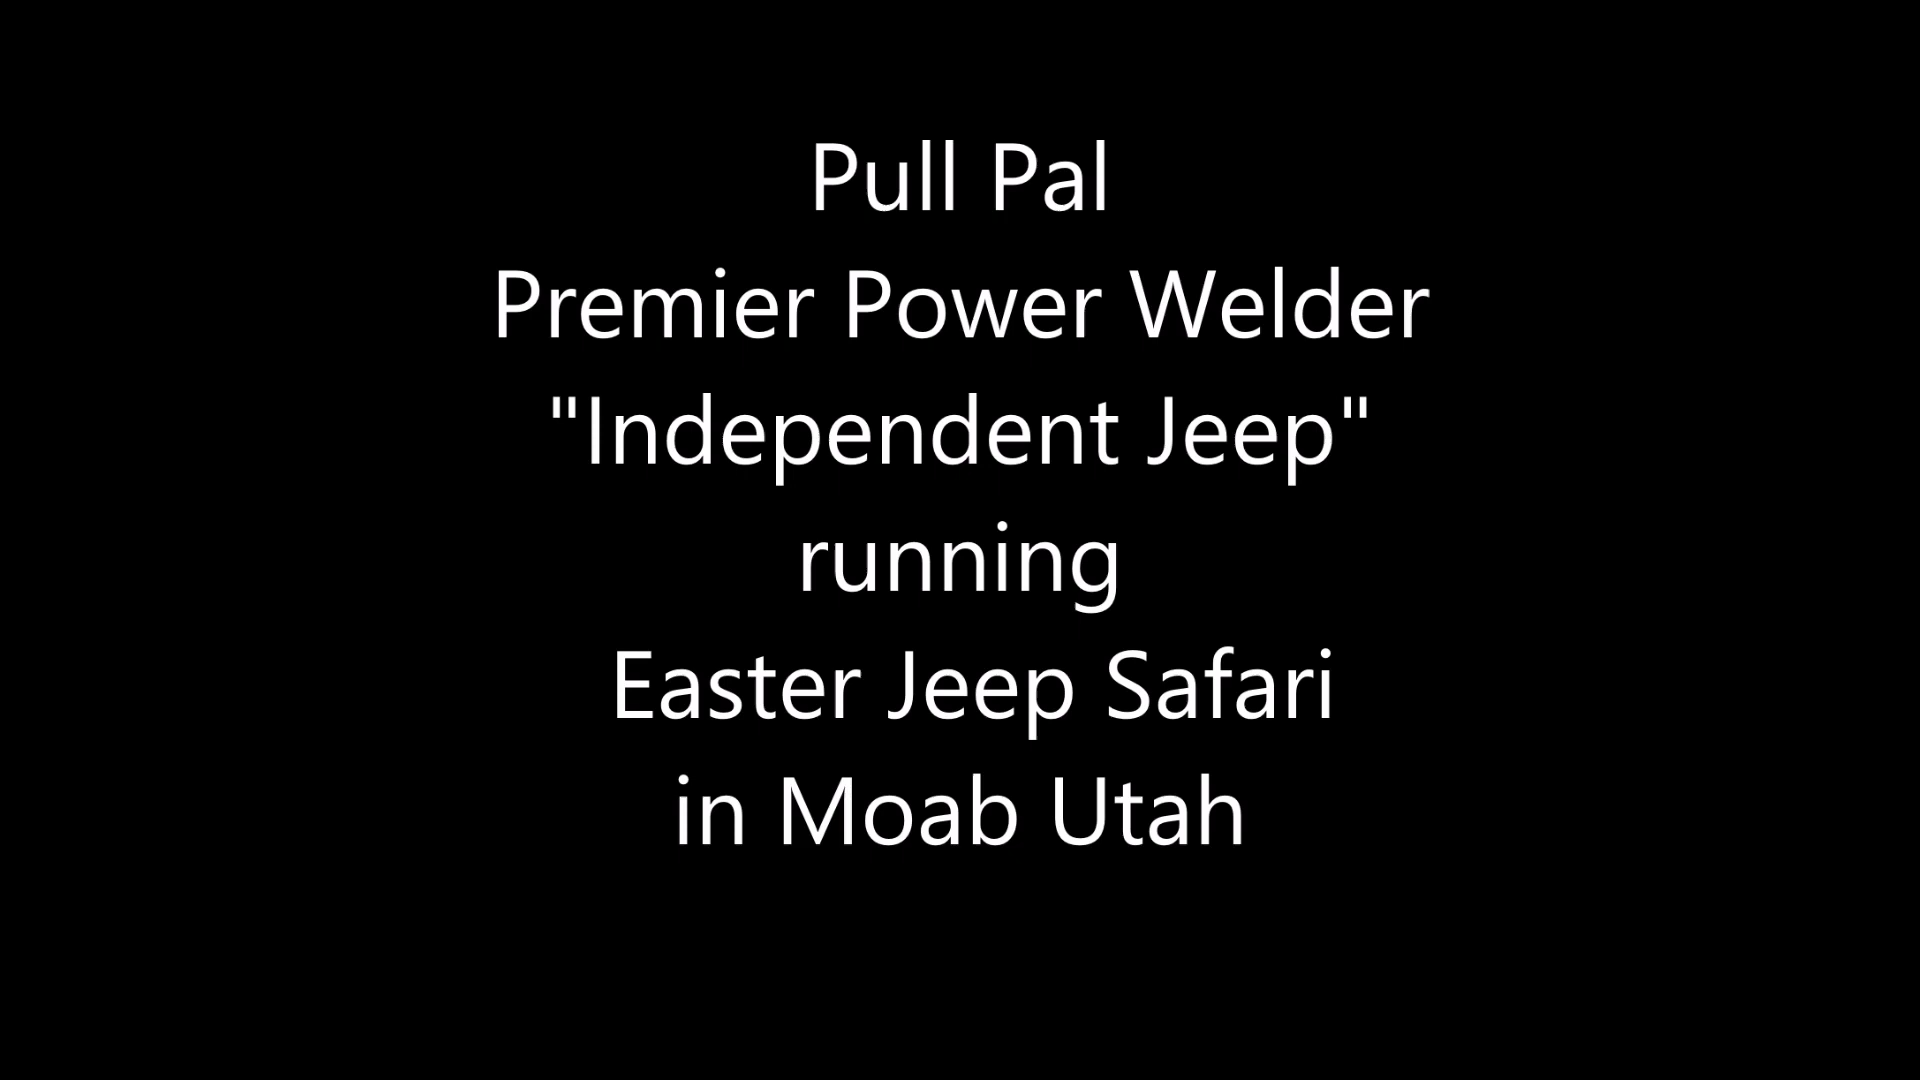 Pull Pal
Premier Power Welder
"Independent Jeep"
running
Easter Jeep Safari
in Moab Utah